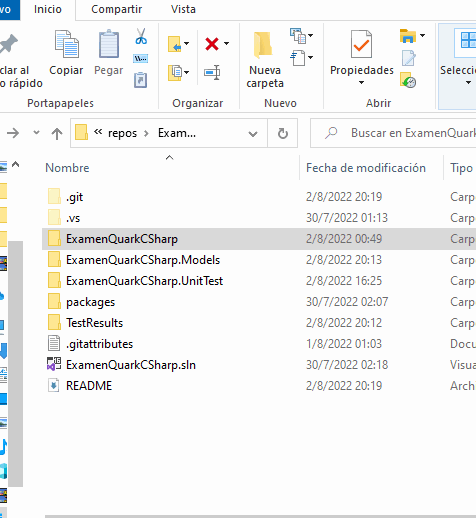 vo Inicio Compartir Vista
clar al Copiar Pegar Nueva Propiedades Selecci
o rápido carpeta
Portapapeles Organizar Nuevo Abrir
repos Exam... Buscar en ExamenQuark
Nombre Fecha de modificación Tipo
.git 2/8/2022 20:19 Carp
.vs 30/7/2022 01:13 Carp
ExamenQuarkCSharp 2/8/2022 00:49 Carp
ExamenQuarkCSharp.Models 2/8/2022 20:13 Carp
ExamenQuarkCSharp.UnitTest 2/8/2022 16:25 Carp
packages 30/7/2022 02:07 Carp
TestResults 2/8/2022 20:12 Carp
.gitattributes 1/8/2022 01:03 Docu
ExamenQuarkCSharp.sln 30/7/2022 02:18 Visua
README 2/8/2022 20:19 Arch